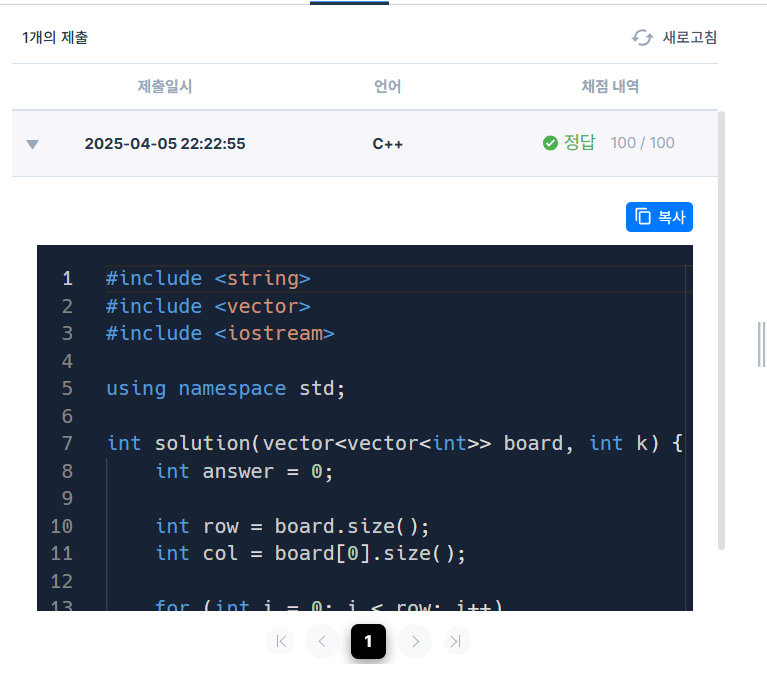 1개의 제출
새로고침
제출일시 언어 채점 내역
2025-04-05 22:22:55 C++ 정답 100 / 100
복사
1 #include <string>
2 #include <vector>
3 #include <iostream>
4
5 using namespace std;
6
7 int solution(vector<vector<int>> board, int k) {
8     int answer = 0;
9
10     int row = board.size();
11     int col = board[0].size();
12
13     for (int i = 0; i < row; i++)
1